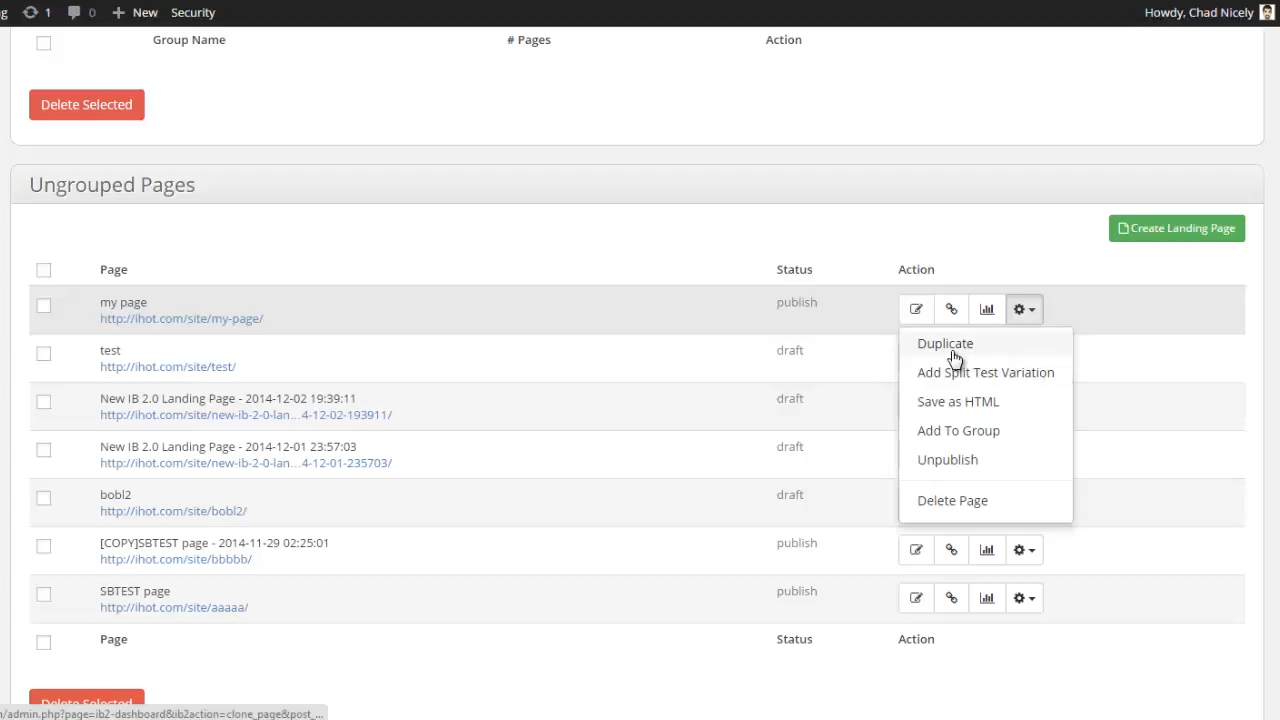 g 1 0 New Security Howdy, Chad Nicely
Group Name # Pages Action
Delete Selected
Ungrouped Pages
Create Landing Page
Page Status Action
my page publish
http://ihot.com/site/my-page/
Duplicate
test draft
http://ihot.com/site/test/
Add Split Test Variation
New IB 2.0 Landing Page - 2014-12-02 19:39:11 draft
Save as HTML
http://ihot.com/site/new-ib-2-0-lan...4-12-02-193911/
Add To Group
New IB 2.0 Landing Page - 2014-12-01 23:57:03 draft
http://ihot.com/site/new-ib-2-0-lan...4-12-01-235703/
Unpublish
bobl2 draft
Delete Page
http://ihot.com/site/bobl2/
[COPY]SBTEST page - 2014-11-29 02:25:01 publish
http://ihot.com/site/bbbbb/
SBTEST page publish
http://ihot.com/site/aaaaa/
Page Status Action
Delete Selected
n/admin.php?page=ib2-dashboard&ib2action=clone_page&post_...